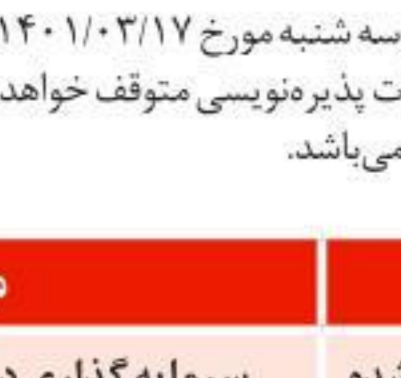 سه شنبه مورخ ۱۴۰۱/۰۳/۱۷
ت پذیره‌نویسی متوقف خواهد
می‌باشد.
سرمایه‌گذاری د